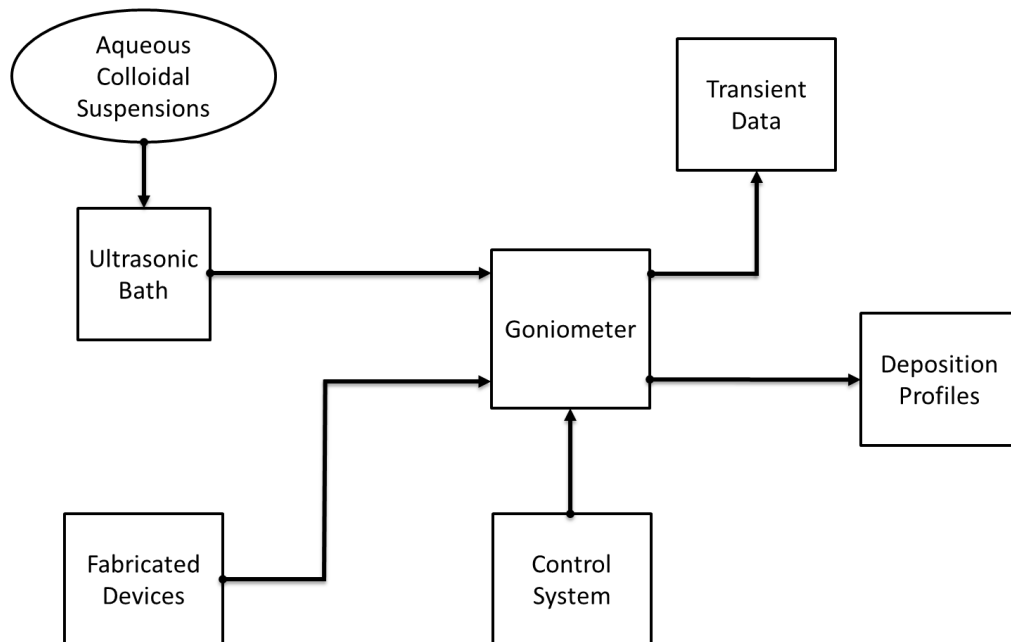 Aqueous
Colloidal
Suspensions
Transient
Data
Ultrasonic
Bath
Goniometer
Deposition
Profiles
Fabricated
Devices
Control
System